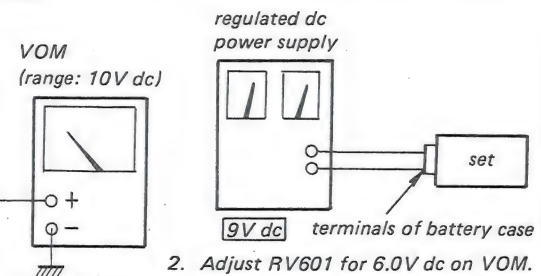 regulated dc
power supply
VOM
(range: 10V dc)
+
−
set
9V dc
terminals of battery case
2. Adjust RV601 for 6.0V dc on VOM.